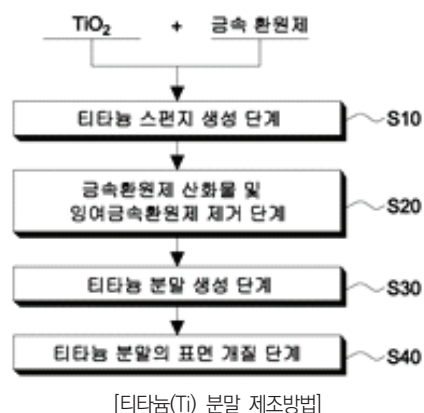 TiO₂ + 금속 환원제
티타늄 스펀지 생성 단계
S10
금속환원제 산화물 및
잉여금속환원제 제거 단계
S20
티타늄 분말 생성 단계
S30
티타늄 분말의 표면 개질 단계
S40
[티타늄(Ti) 분말 제조방법]